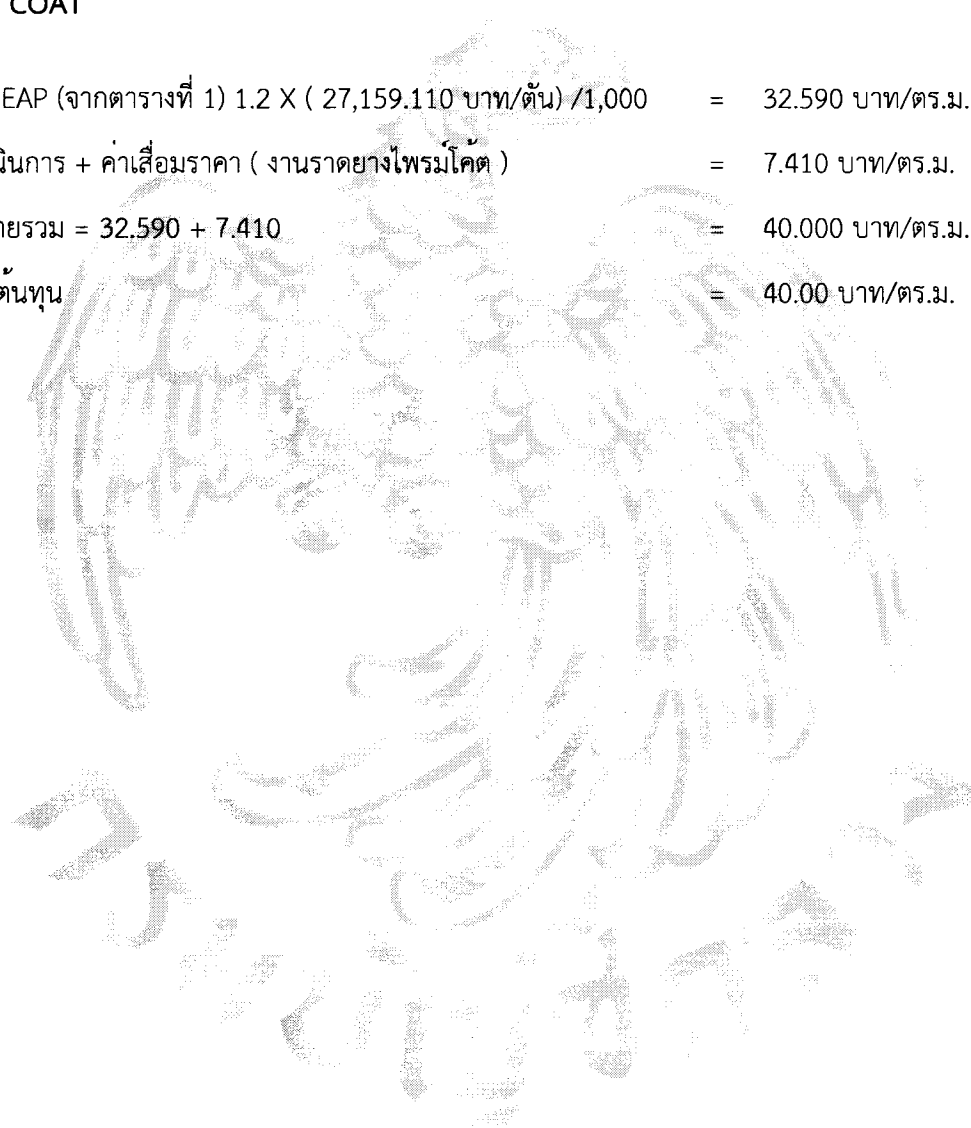 COAT
EAP (จากตารางที่ 1) 1.2 X ( 27,159.110 บาท/ตัน) /1,000 = 32.590 บาท/ตร.ม.
นินการ + ค่าเสื่อมราคา ( งานราดยางไพรม์โค้ต ) = 7.410 บาท/ตร.ม.
ายรวม = 32.590 + 7.410 = 40.000 บาท/ตร.ม.
ต้นทุน = 40.00 บาท/ตร.ม.